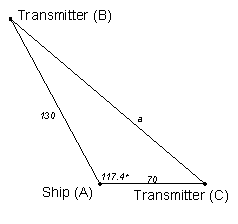 Transmitter (B)
130
a
117.4°
70
Ship (A)
Transmitter (C)